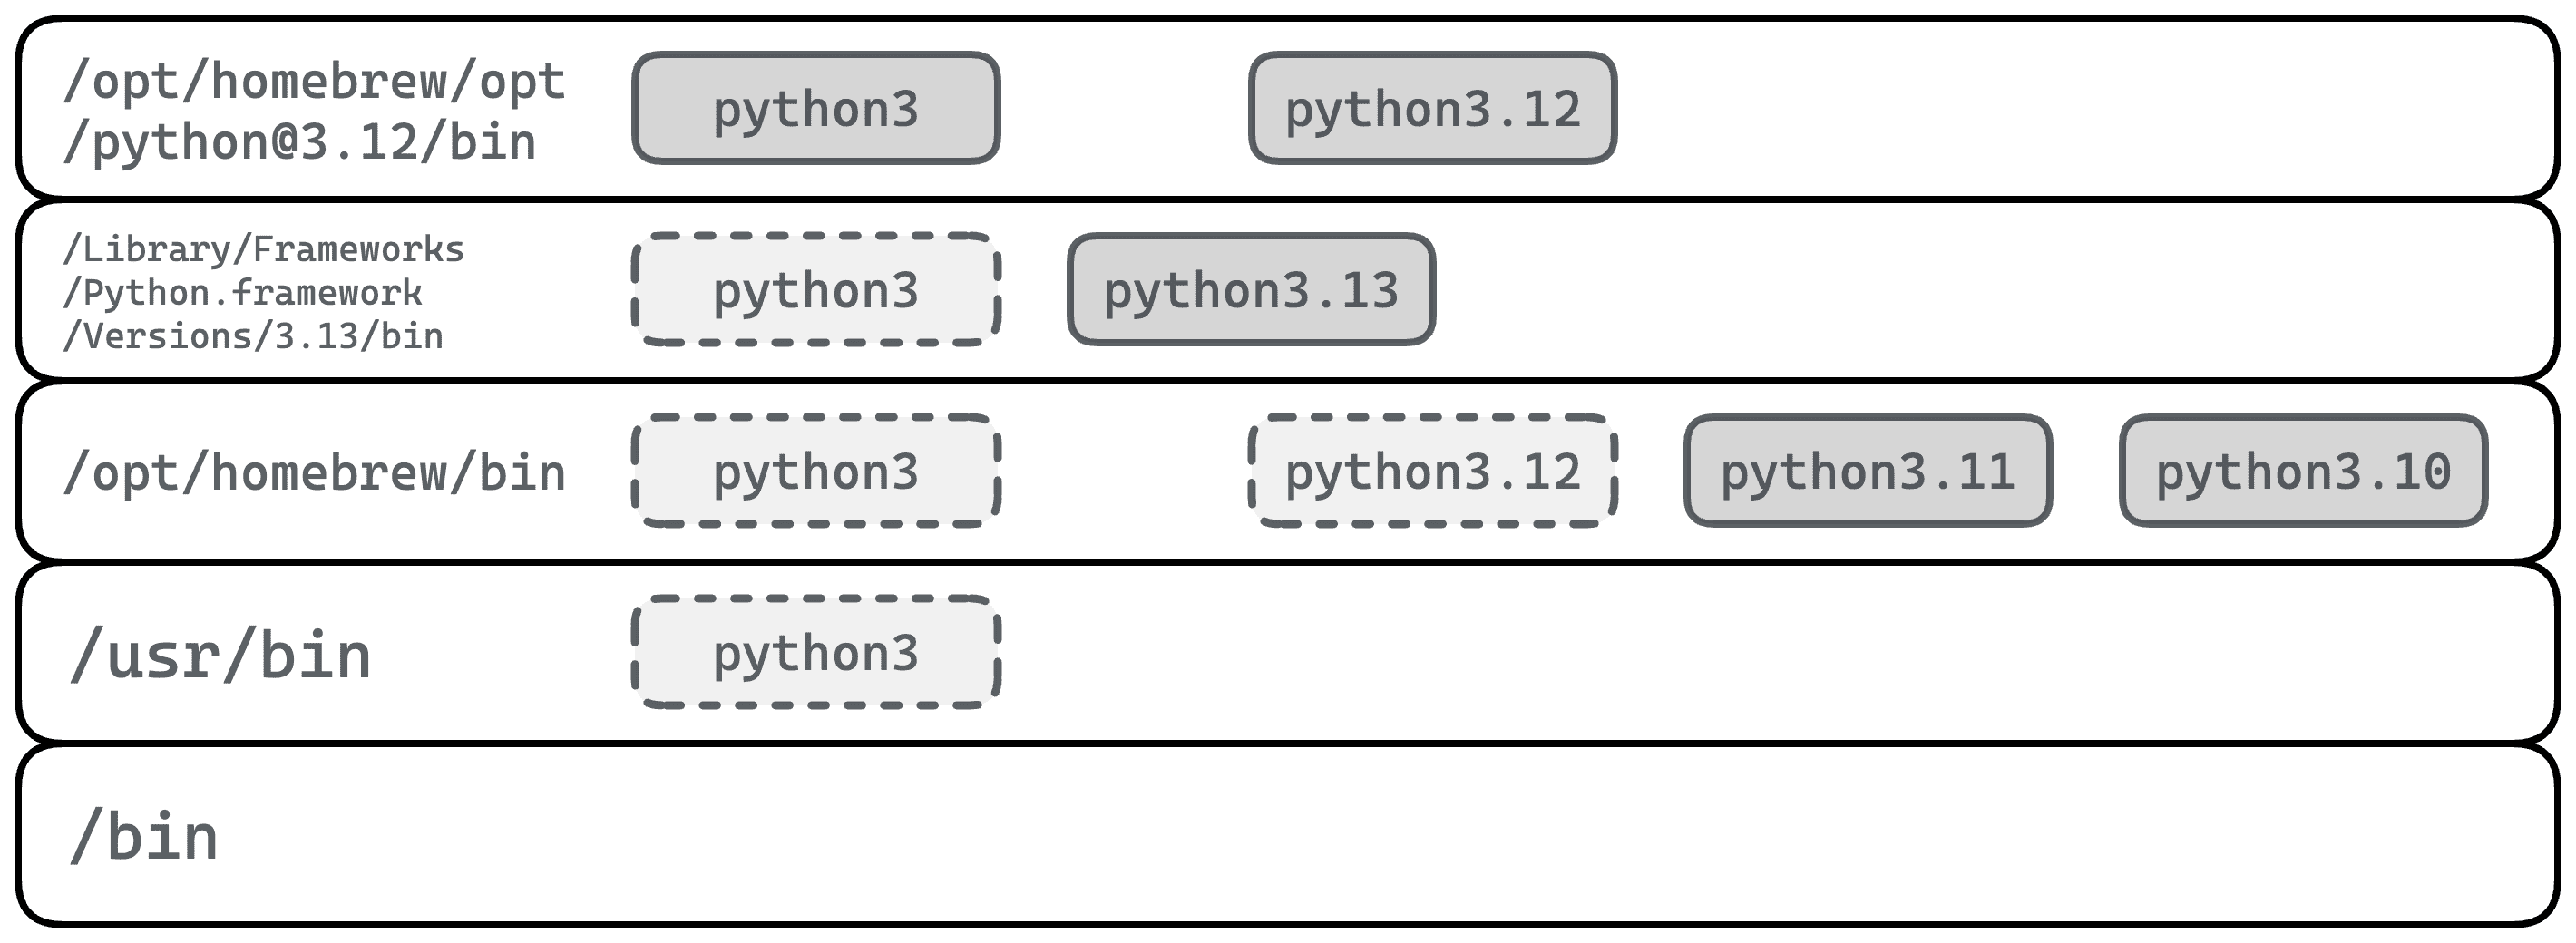 /opt/homebrew/opt
/python@3.12/bin
python3
python3.12
/Library/Frameworks
/Python.framework
/Versions/3.13/bin
python3
python3.13
/opt/homebrew/bin
python3
python3.12
python3.11
python3.10
/usr/bin
python3
/bin